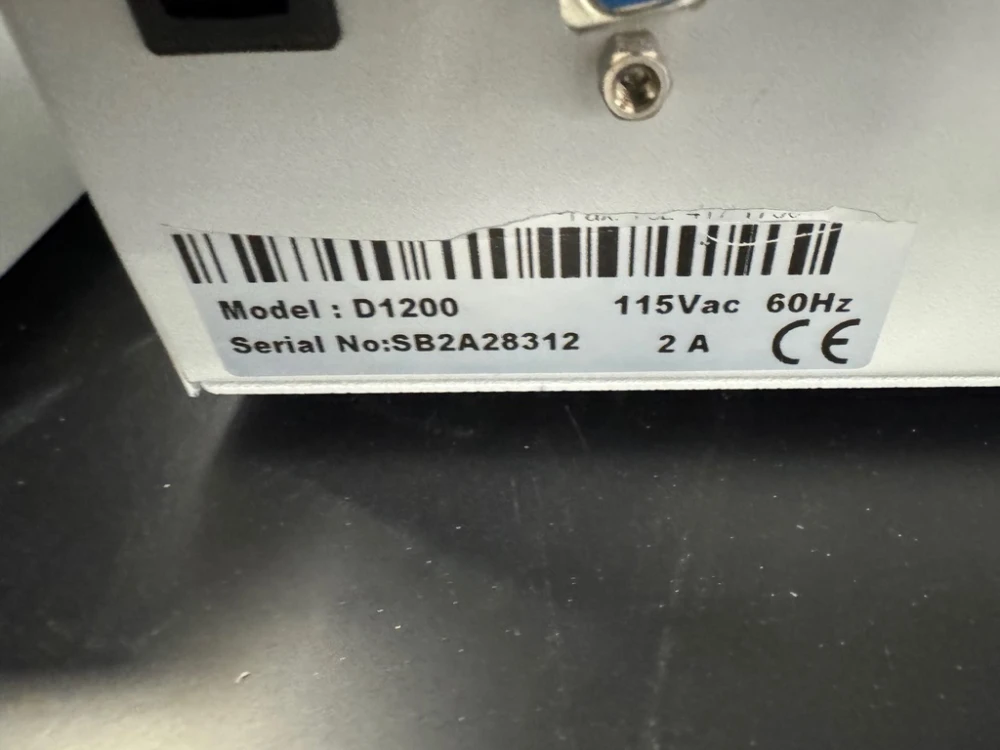 Model : D1200 115Vac 60Hz
Serial No:SB2A28312 2 A CE